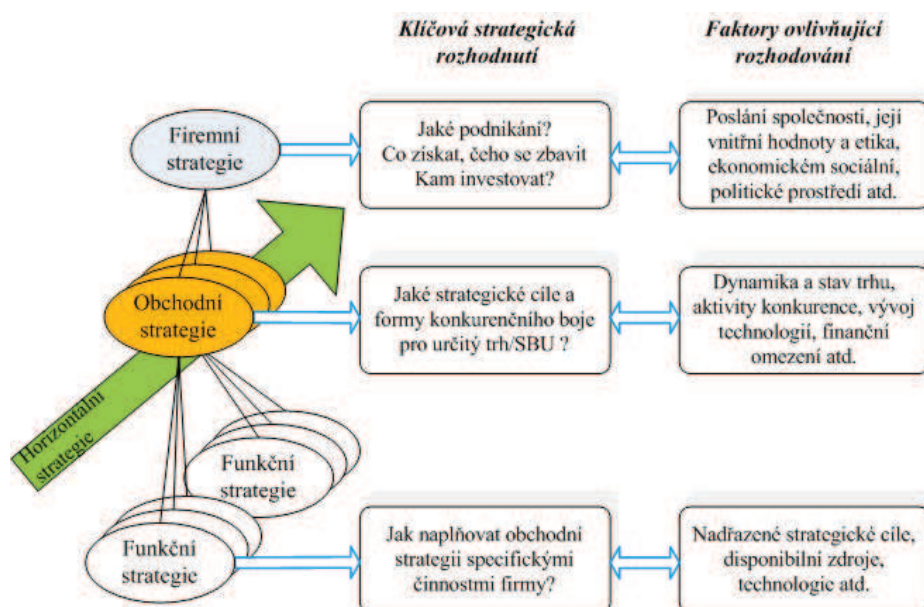 Klíčová strategická
rozhodnutí
Faktory ovlivňující
rozhodování
Firemní
strategie
Jaké podnikání?
Co získat, čeho se zbavit
Kam investovat?
Poslání společnosti, její
vnitřní hodnoty a etika,
ekonomickém sociální,
politické prostředí atd.
Obchodní
strategie
Jaké strategické cíle a
formy konkurenčního boje
pro určitý trh/SBU ?
Dynamika a stav trhu,
aktivity konkurence, vývoj
technologií, finanční
omezení atd.
Horizontální
strategie
Funkční
strategie
Funkční
strategie
Jak naplňovat obchodní
strategii specifickými
činnostmi firmy?
Nadřazené strategické cíle,
disponibilní zdroje,
technologie atd.